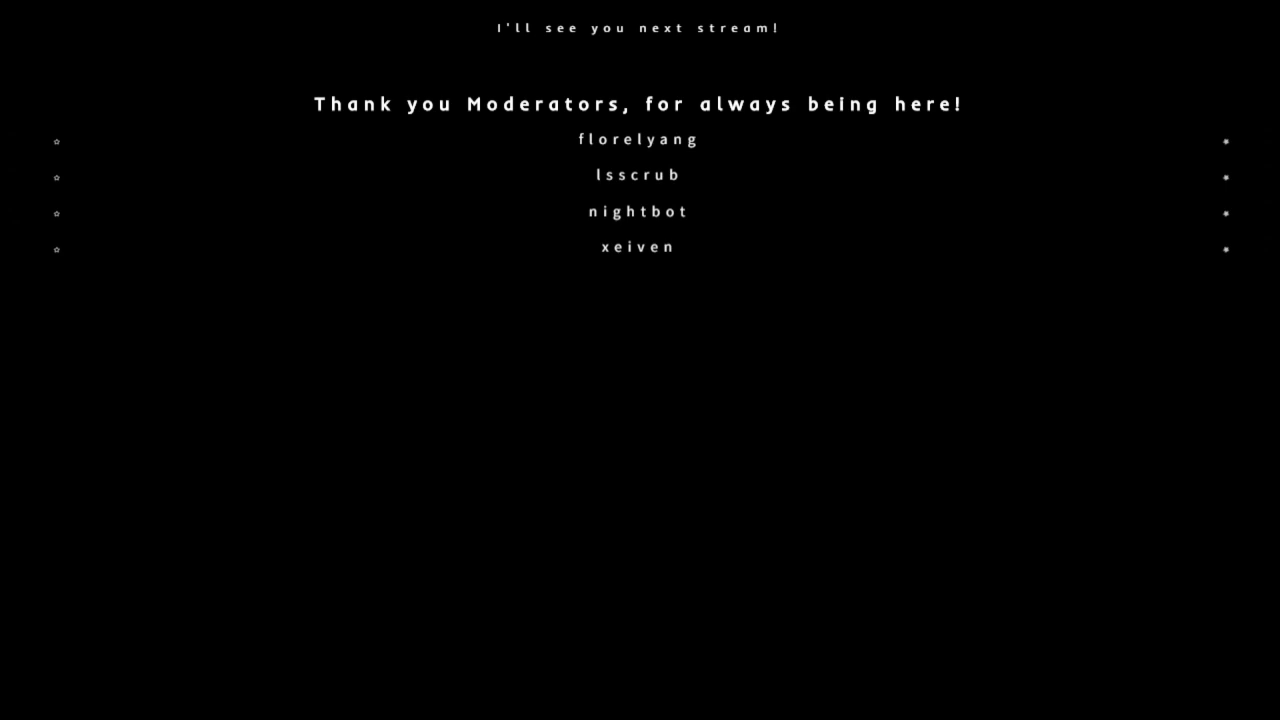 I'll see you next stream!
Thank you Moderators, for always being here!
florelyang
lsscrub
nightbot
xeiven